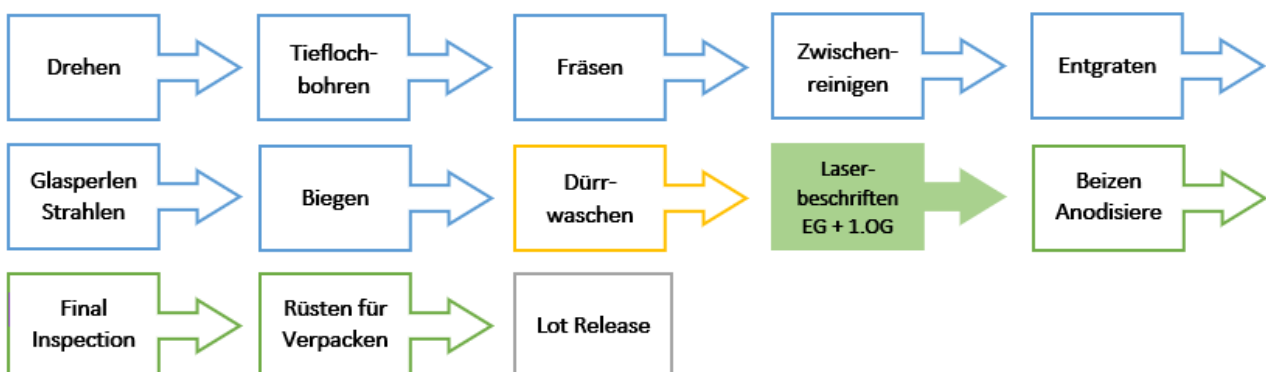 Drehen
Tiefloch-
bohren
Fräsen
Zwischen-
reinigen
Entgraten
Glasperlen
Strahlen
Biegen
Dürr-
waschen
Laser-
beschriften
EG + 1.OG
Beizen
Anodisiere
Final
Inspection
Rüsten für
Verpacken
Lot Release